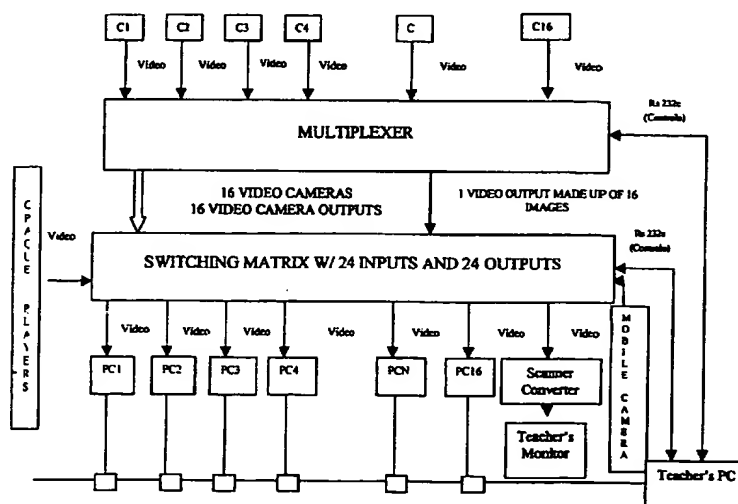 C1 C2 C3 C4 C C16
Video Video Video Video Video Video
Rs 232c
(Controls)
MULTIPLEXER
16 VIDEO CAMERAS
16 VIDEO CAMERA OUTPUTS
1 VIDEO OUTPUT MADE UP OF 16
IMAGES
Video
Rs 232c
(Controls)
SWITCHING MATRIX W/ 24 INPUTS AND 24 OUTPUTS
PLAYERS
MOBILE CAMERA
Video Video Video Video Video Video Video
PC1 PC2 PC3 PC4 PCN PC16
Scanner
Converter
Teacher's
Monitor
Teacher's PC